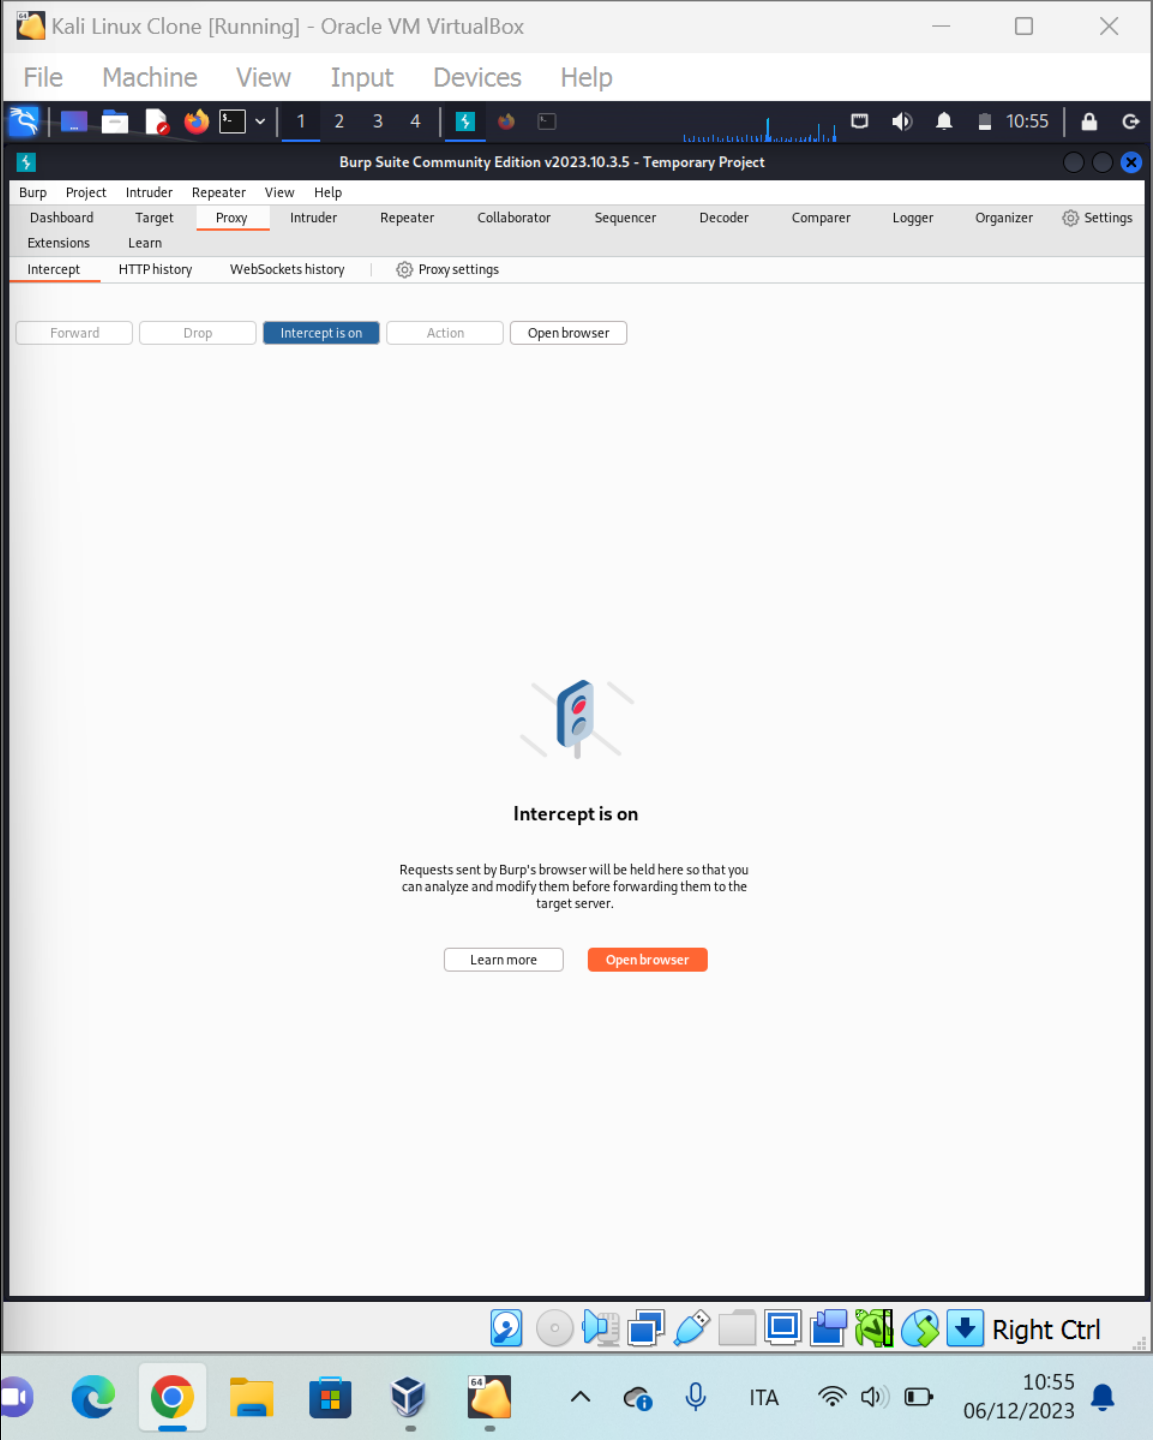 Kali Linux Clone [Running] - Oracle VM VirtualBox
File Machine View Input Devices Help
1 2 3 4 10:55
Burp Suite Community Edition v2023.10.3.5 - Temporary Project
Burp Project Intruder Repeater View Help
Dashboard Target Proxy Intruder Repeater Collaborator Sequencer Decoder Comparer Logger Organizer Settings
Extensions Learn
Intercept HTTP history WebSockets history Proxy settings
Forward Drop Intercept is on Action Open browser
Intercept is on
Requests sent by Burp's browser will be held here so that you
can analyze and modify them before forwarding them to the
target server.
Learn more Open browser
Right Ctrl
64
ITA
10:55
06/12/2023